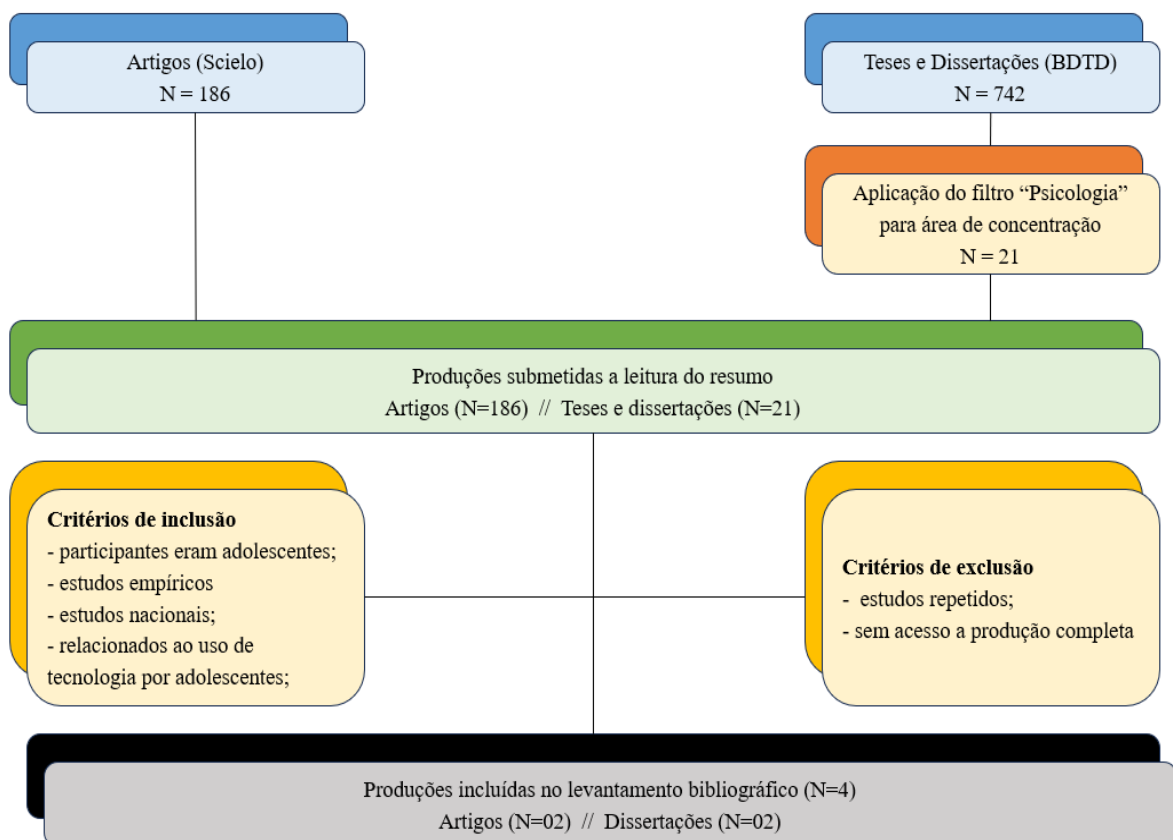 Artigos (Scielo)
N = 186
Teses e Dissertações (BDTD)
N = 742
Aplicação do filtro “Psicologia”
para área de concentração
N = 21
Produções submetidas a leitura do resumo
Artigos (N=186)  //  Teses e dissertações (N=21)
Critérios de inclusão
- participantes eram adolescentes;
- estudos empíricos
- estudos nacionais;
- relacionados ao uso de
tecnologia por adolescentes;
Critérios de exclusão
-  estudos repetidos;
- sem acesso a produção completa
Produções incluídas no levantamento bibliográfico (N=4)
Artigos (N=02)  //  Dissertações (N=02)